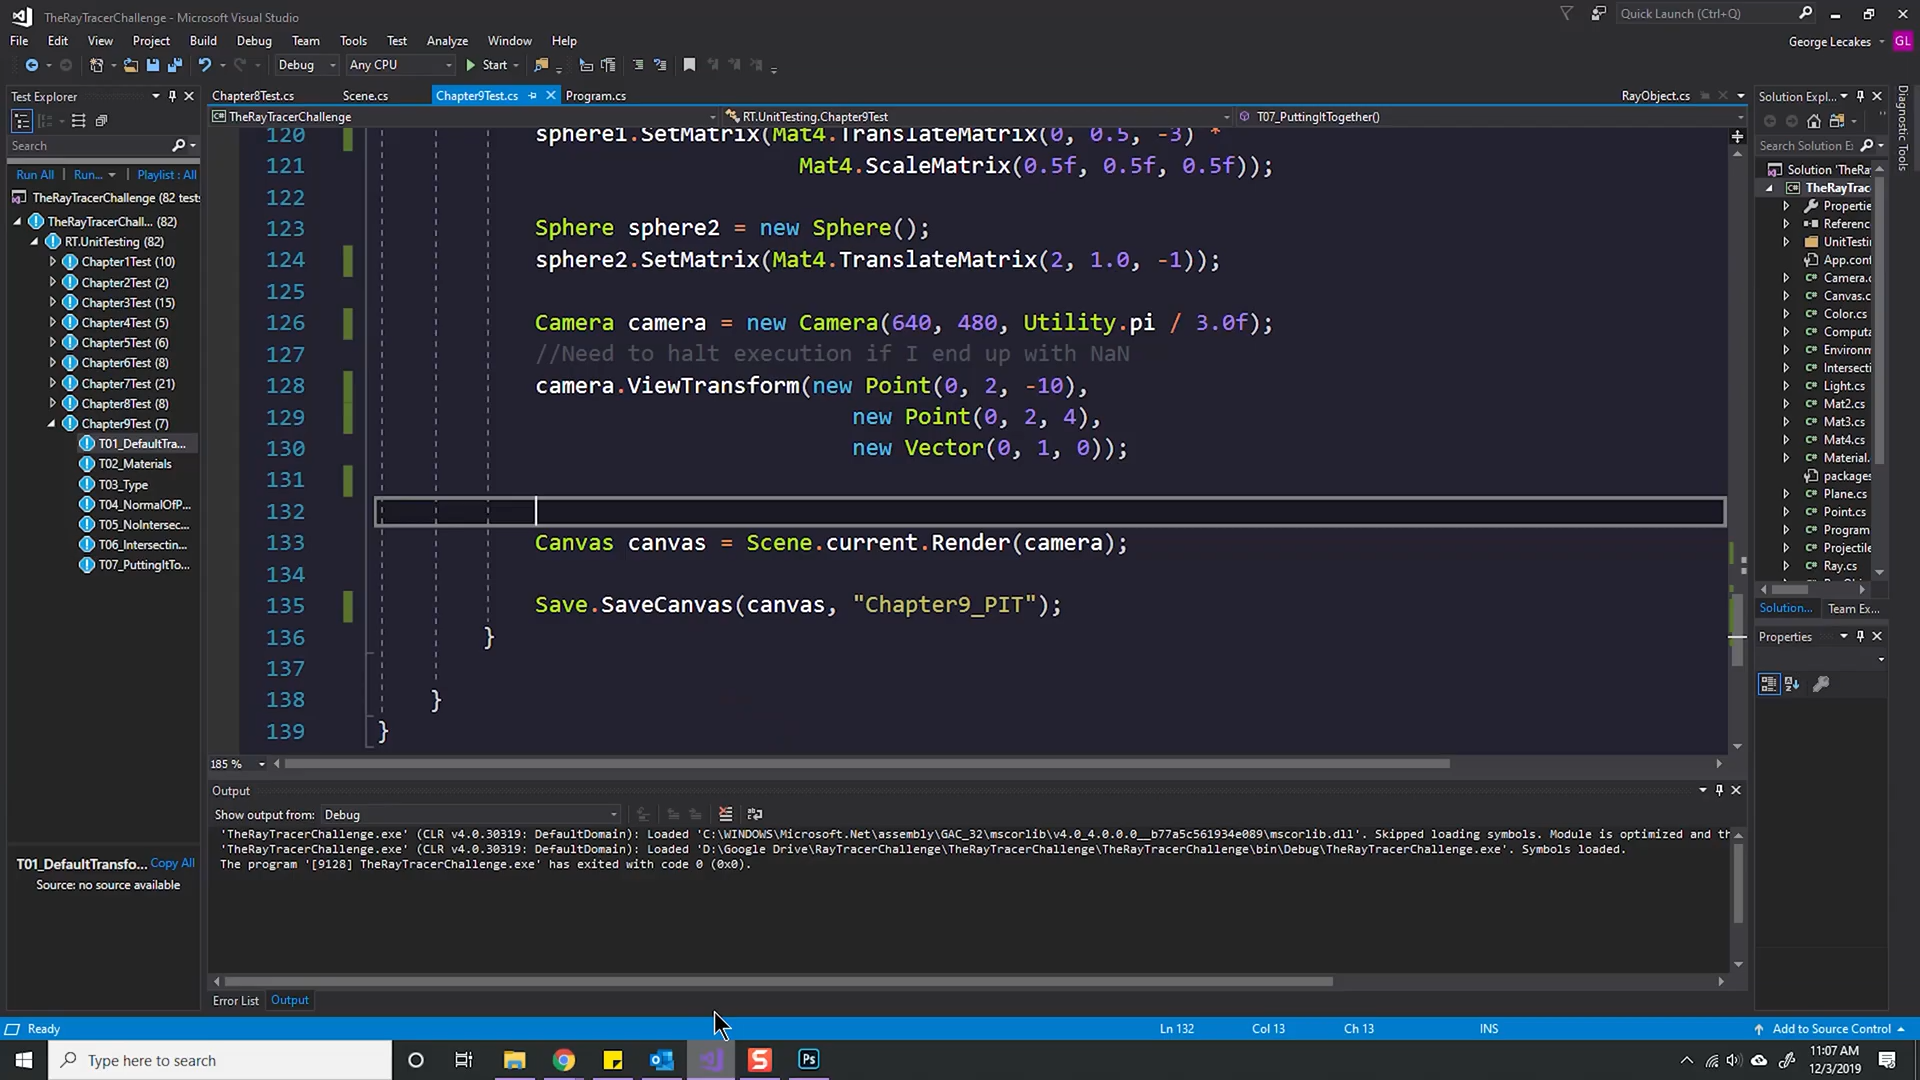 TheRayTracerChallenge - Microsoft Visual Studio
Quick Launch (Ctrl+Q)
File Edit View Project Build Debug Team Tools Test Analyze Window Help
George Lecakes GL
Debug Any CPU Start
Test Explorer
Chapter8Test.cs Scene.cs Chapter9Test.cs Program.cs RayObject.cs
Solution Expl...
Diagnostic Tools
TheRayTracerChallenge RT.UnitTesting.Chapter9Test T07_PuttingItTogether()
Search
Search Solution E
Run All Run... Playlist : All
TheRayTracerChallenge (82 tests
TheRayTracerChall... (82)
RT.UnitTesting (82)
Chapter1Test (10)
Chapter2Test (2)
Chapter3Test (15)
Chapter4Test (5)
Chapter5Test (6)
Chapter6Test (8)
Chapter7Test (21)
Chapter8Test (8)
Chapter9Test (7)
T01_DefaultTra...
T02_Materials
T03_Type
T04_NormalOfP...
T05_NoIntersec...
T06_Intersectin...
T07_PuttingItTo...
T01_DefaultTransfo... Copy All
Source: no source available
120 sphere1.SetMatrix(Mat4.TranslateMatrix(0, 0.5, -3) *
121 Mat4.ScaleMatrix(0.5f, 0.5f, 0.5f));
122
123 Sphere sphere2 = new Sphere();
124 sphere2.SetMatrix(Mat4.TranslateMatrix(2, 1.0, -1));
125
126 Camera camera = new Camera(640, 480, Utility.pi / 3.0f);
127 //Need to halt execution if I end up with NaN
128 camera.ViewTransform(new Point(0, 2, -10),
129 new Point(0, 2, 4),
130 new Vector(0, 1, 0));
131
132
133 Canvas canvas = Scene.current.Render(camera);
134
135 Save.SaveCanvas(canvas, "Chapter9_PIT");
136 }
137
138 }
139 }
185 %
Solution 'TheRay
TheRayTrac
Propertie
Referenc
UnitTestin
App.conf
Camera.c
Canvas.c
Color.cs
Computa
Environm
Intersecti
Light.cs
Mat2.cs
Mat3.cs
Mat4.cs
Material.
package
Plane.cs
Point.cs
Program
Projectile
Ray.cs
Solution... Team Ex...
Properties
Output
Show output from: Debug
'TheRayTracerChallenge.exe' (CLR v4.0.30319: DefaultDomain): Loaded 'C:\WINDOWS\Microsoft.Net\assembly\GAC_32\mscorlib\v4.0_4.0.0.0__b77a5c561934e089\mscorlib.dll'. Skipped loading symbols. Module is optimized and th
'TheRayTracerChallenge.exe' (CLR v4.0.30319: DefaultDomain): Loaded 'D:\Google Drive\RayTracerChallenge\TheRayTracerChallenge\TheRayTracerChallenge\bin\Debug\TheRayTracerChallenge.exe'. Symbols loaded.
The program '[9128] TheRayTracerChallenge.exe' has exited with code 0 (0x0).
Error List Output
Ready Ln 132 Col 13 Ch 13 INS Add to Source Control
Type here to search
S
Ps
11:07 AM
12/3/2019